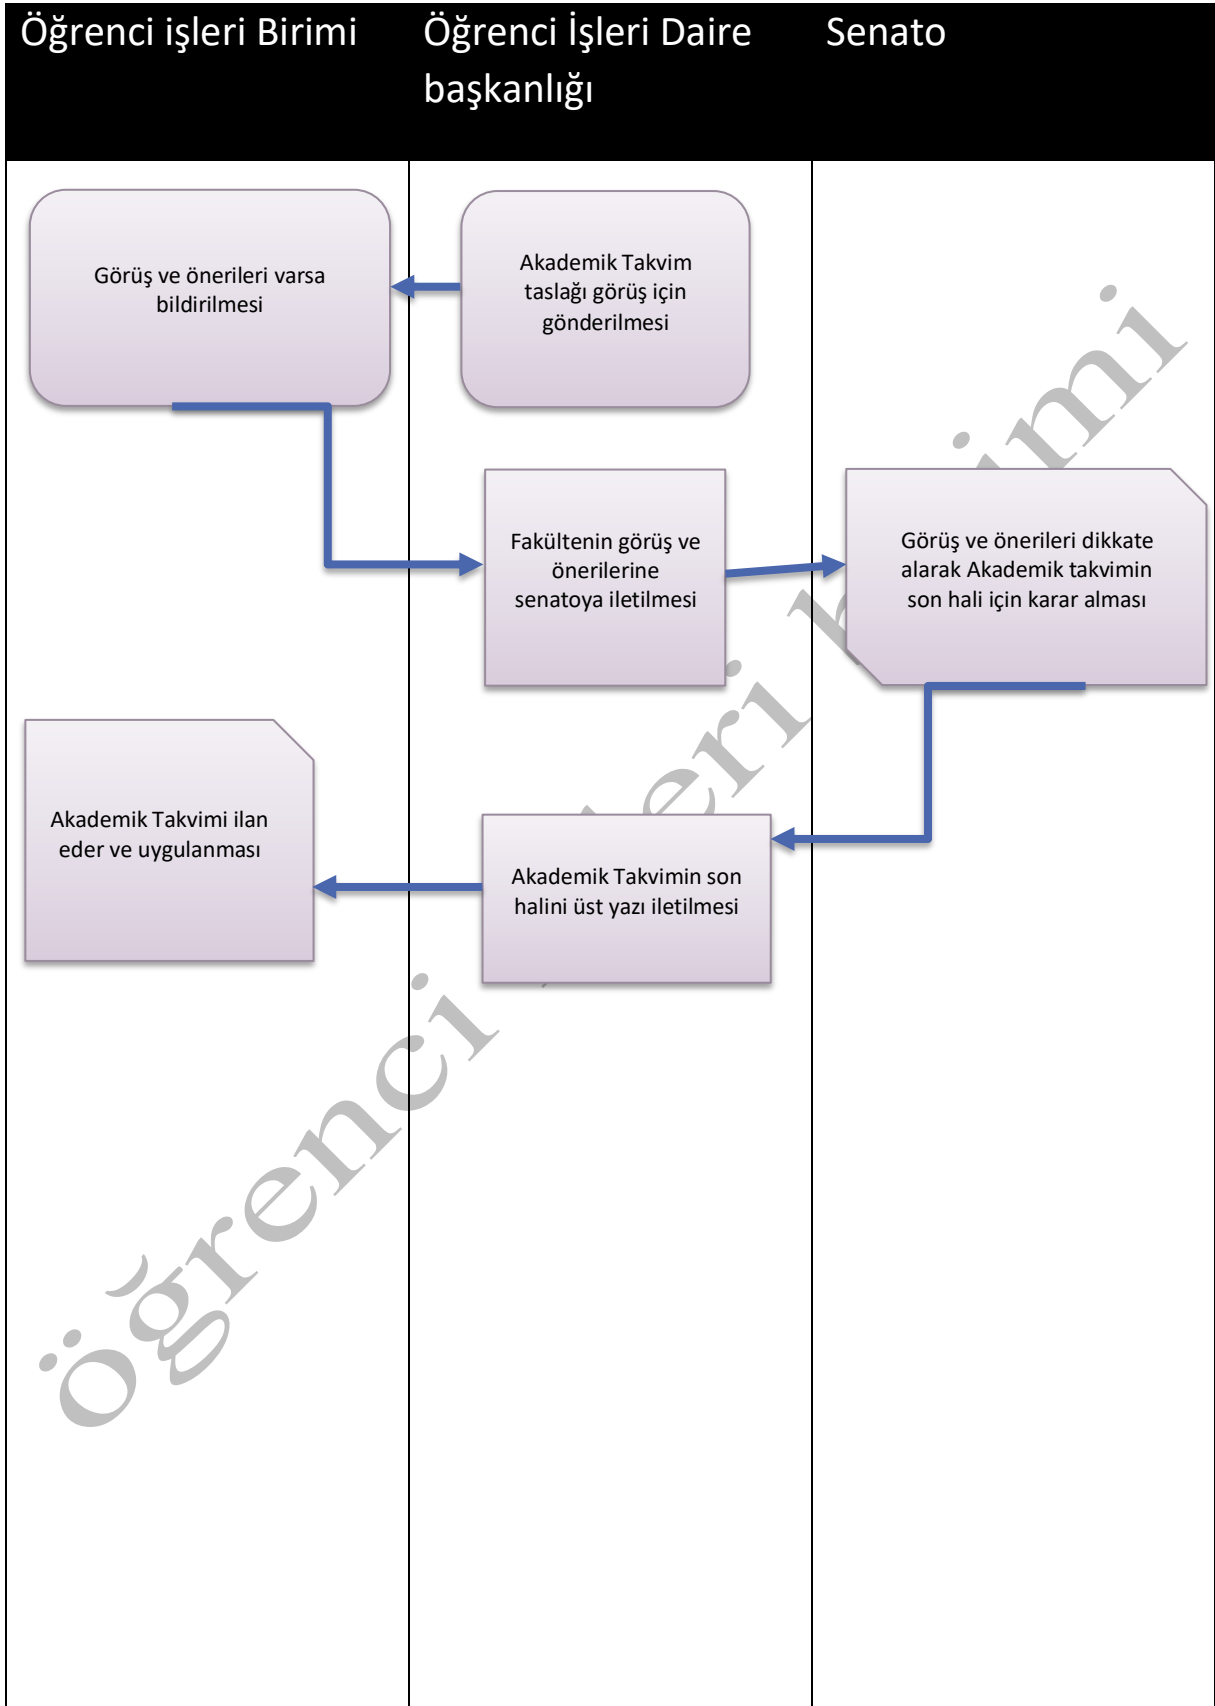 Öğrenci işleri Birimi
Öğrenci İşleri Daire
başkanlığı
Senato
Görüş ve önerileri varsa
bildirilmesi
Akademik Takvim
taslağı görüş için
gönderilmesi
Fakültenin görüş ve
önerilerine
senatoya iletilmesi
Görüş ve önerileri dikkate
alarak Akademik takvimin
son hali için karar alması
Akademik Takvimi ilan
eder ve uygulanması
Akademik Takvimin son
halini üst yazı iletilmesi
Öğrenci